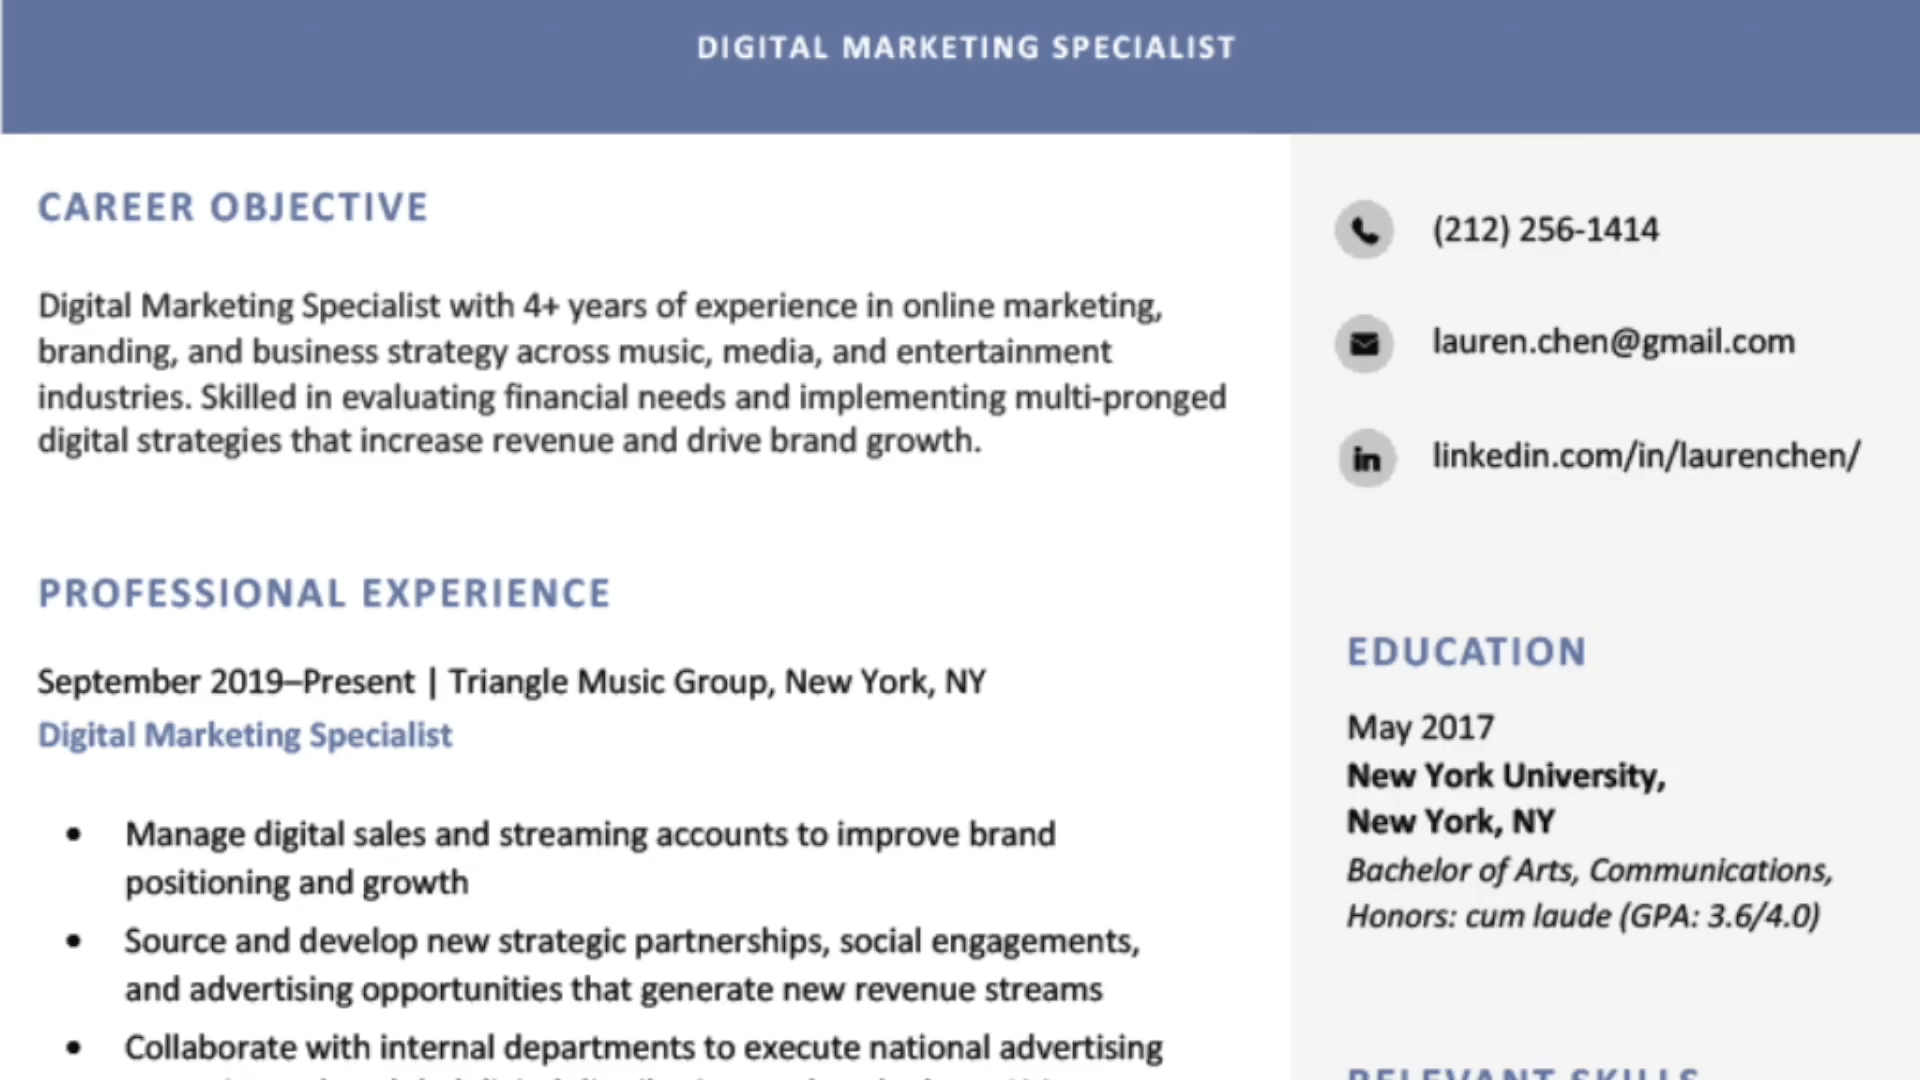 DIGITAL MARKETING SPECIALIST
CAREER OBJECTIVE
Digital Marketing Specialist with 4+ years of experience in online marketing,
branding, and business strategy across music, media, and entertainment
industries. Skilled in evaluating financial needs and implementing multi-pronged
digital strategies that increase revenue and drive brand growth.
PROFESSIONAL EXPERIENCE
September 2019–Present | Triangle Music Group, New York, NY
Digital Marketing Specialist
• Manage digital sales and streaming accounts to improve brand
positioning and growth
• Source and develop new strategic partnerships, social engagements,
and advertising opportunities that generate new revenue streams
• Collaborate with internal departments to execute national advertising
(212) 256-1414
lauren.chen@gmail.com
in linkedin.com/in/laurenchen/
EDUCATION
May 2017
New York University,
New York, NY
Bachelor of Arts, Communications,
Honors: cum laude (GPA: 3.6/4.0)
RELEVANT SKILLS